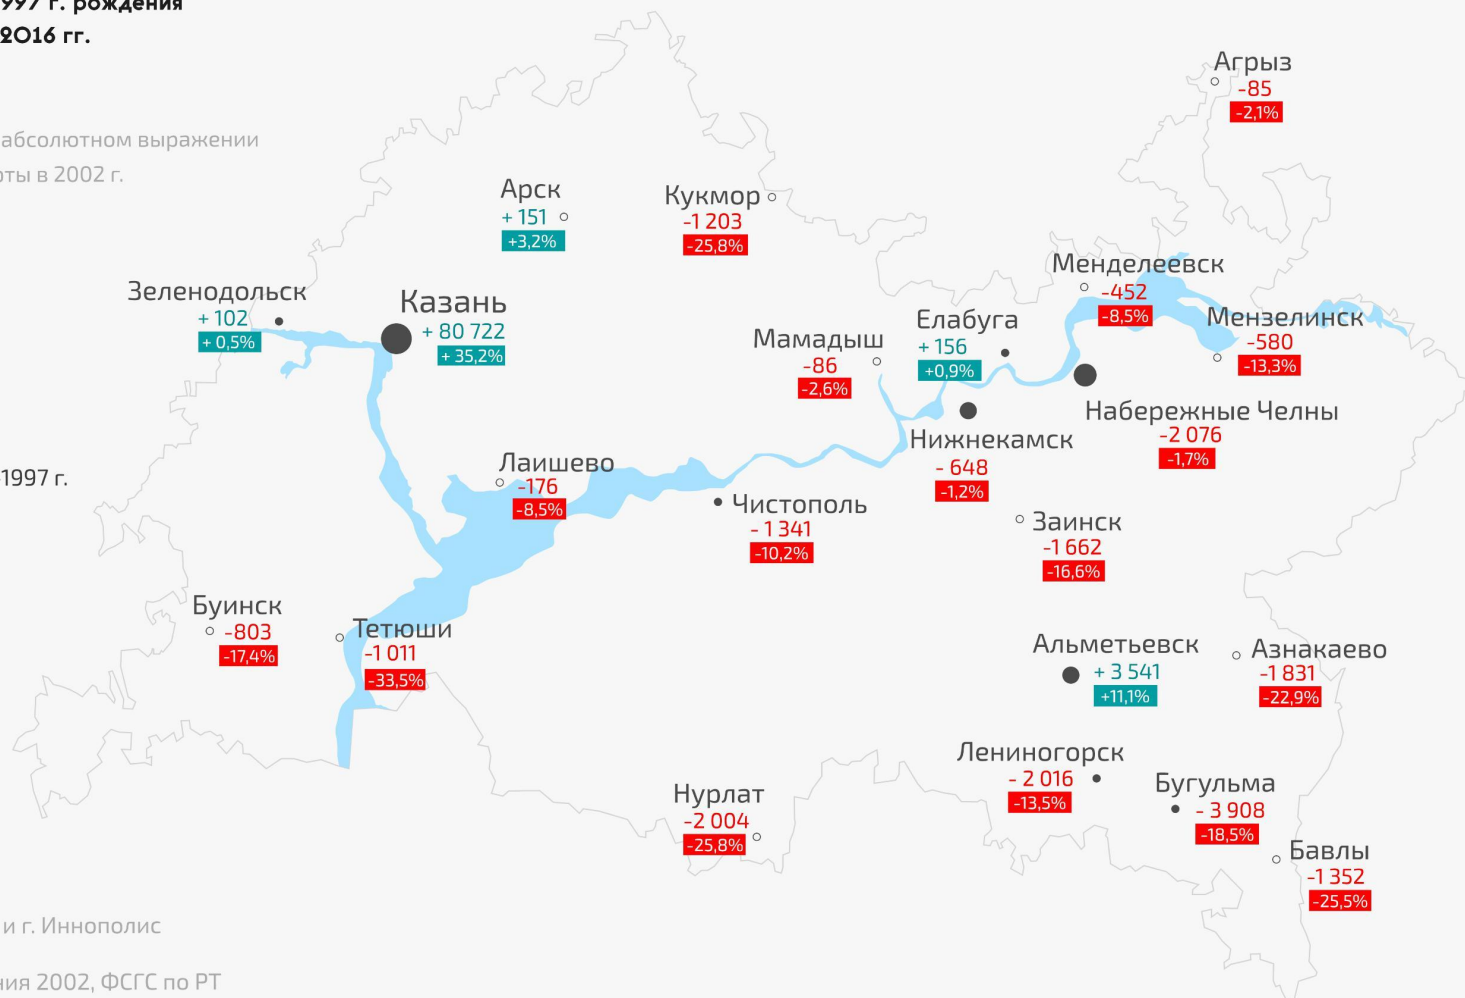 997 г. рождения
2016 гг.
абсолютном выражении
оты в 2002 г.
Агрыз
-85
-2,1%
Арск
+ 151
+3,2%
Кукмор
-1 203
-25,8%
Зеленодольск
+ 102
+ 0,5%
Казань
+ 80 722
+ 35,2%
Менделеевск
-452
-8,5%
Мензелинск
-580
-13,3%
Елабуга
+ 156
+0,9%
Мамадыш
-86
-2,6%
Набережные Челны
-2 076
-1,7%
Нижнекамск
- 648
-1,2%
1997 г.
Лаишево
-176
-8,5%
Чистополь
- 1 341
-10,2%
Заинск
-1 662
-16,6%
Буинск
-803
-17,4%
Тетюши
-1 011
-33,5%
Альметьевск
+ 3 541
+11,1%
Азнакаево
-1 831
-22,9%
Лениногорск
- 2 016
-13,5%
Бугульма
- 3 908
-18,5%
Нурлат
-2 004
-25,8%
Бавлы
-1 352
-25,5%
и г. Иннополис
ния 2002, ФСГС по РТ